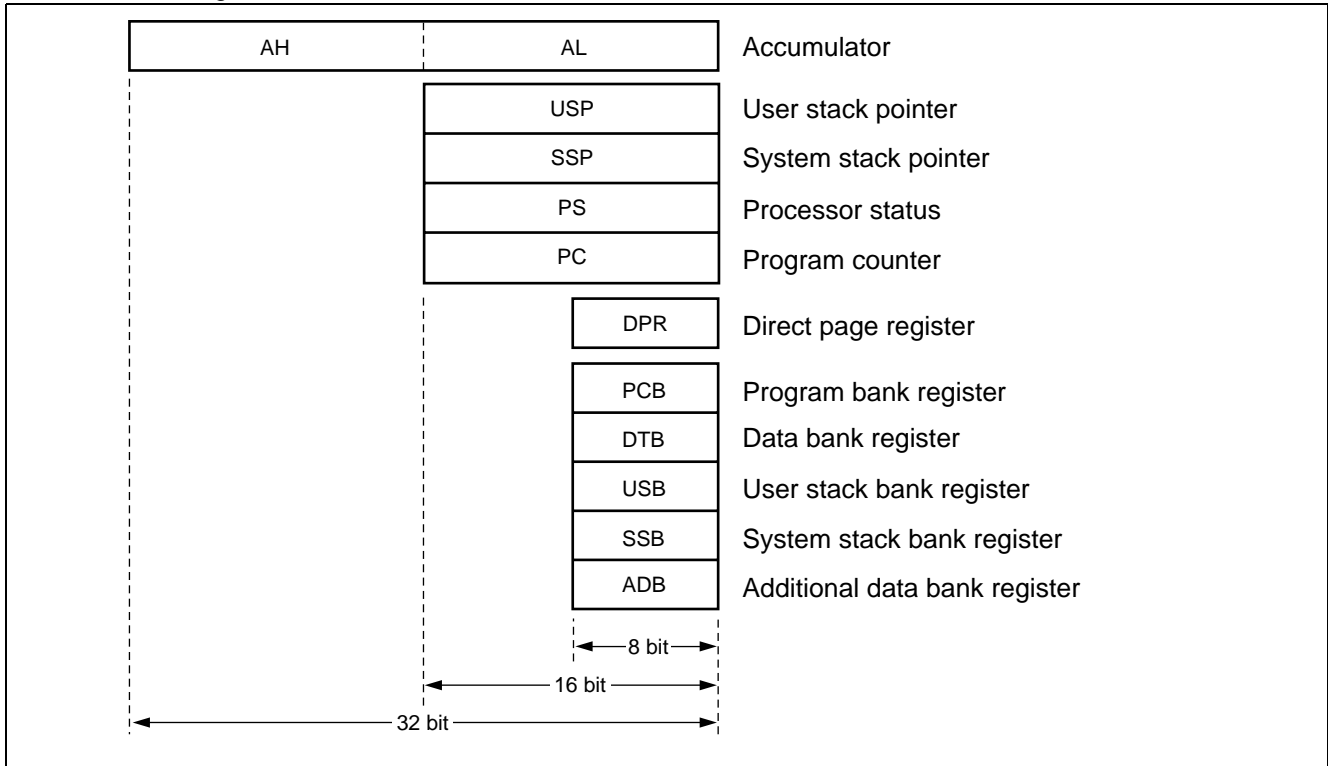 AH AL Accumulator
USP User stack pointer
SSP System stack pointer
PS Processor status
PC Program counter
DPR Direct page register
PCB Program bank register
DTB Data bank register
USB User stack bank register
SSB System stack bank register
ADB Additional data bank register
8 bit
16 bit
32 bit